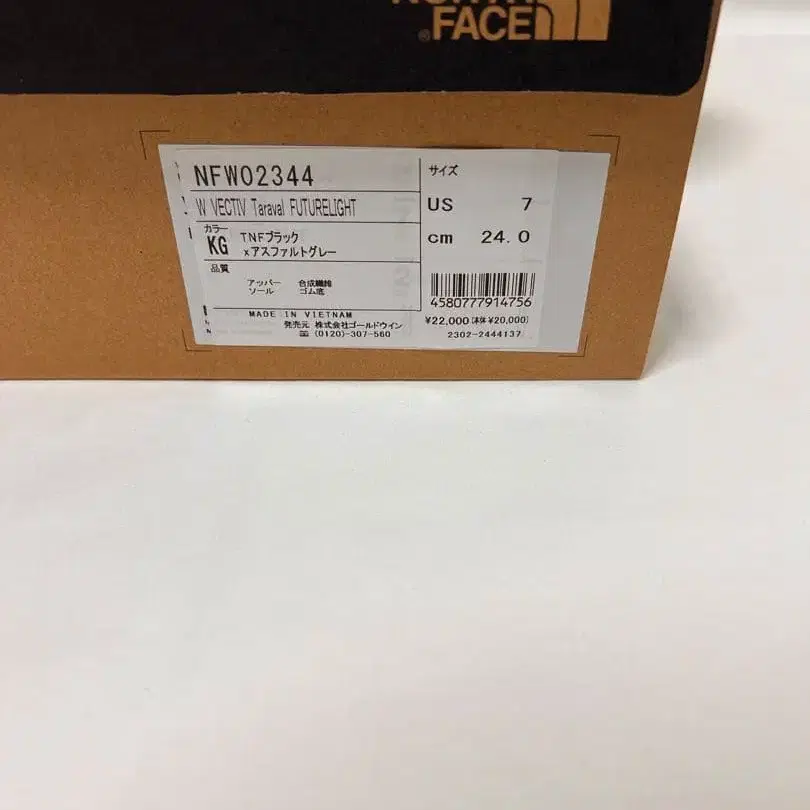 FACE
NFW02344
W VECTIV Taraval FUTURELIGHT
カラー
KG TNFブラック
xアスファルトグレー
品質
アッパー 合成繊維
ソール ゴム底
MADE IN VIETNAM
発売元 株式会社ゴールドウイン
☎ (0120)-307-560
サイズ
US 7
cm 24.0
4580777914756
¥22,000(本体¥20,000)
2302-2444137